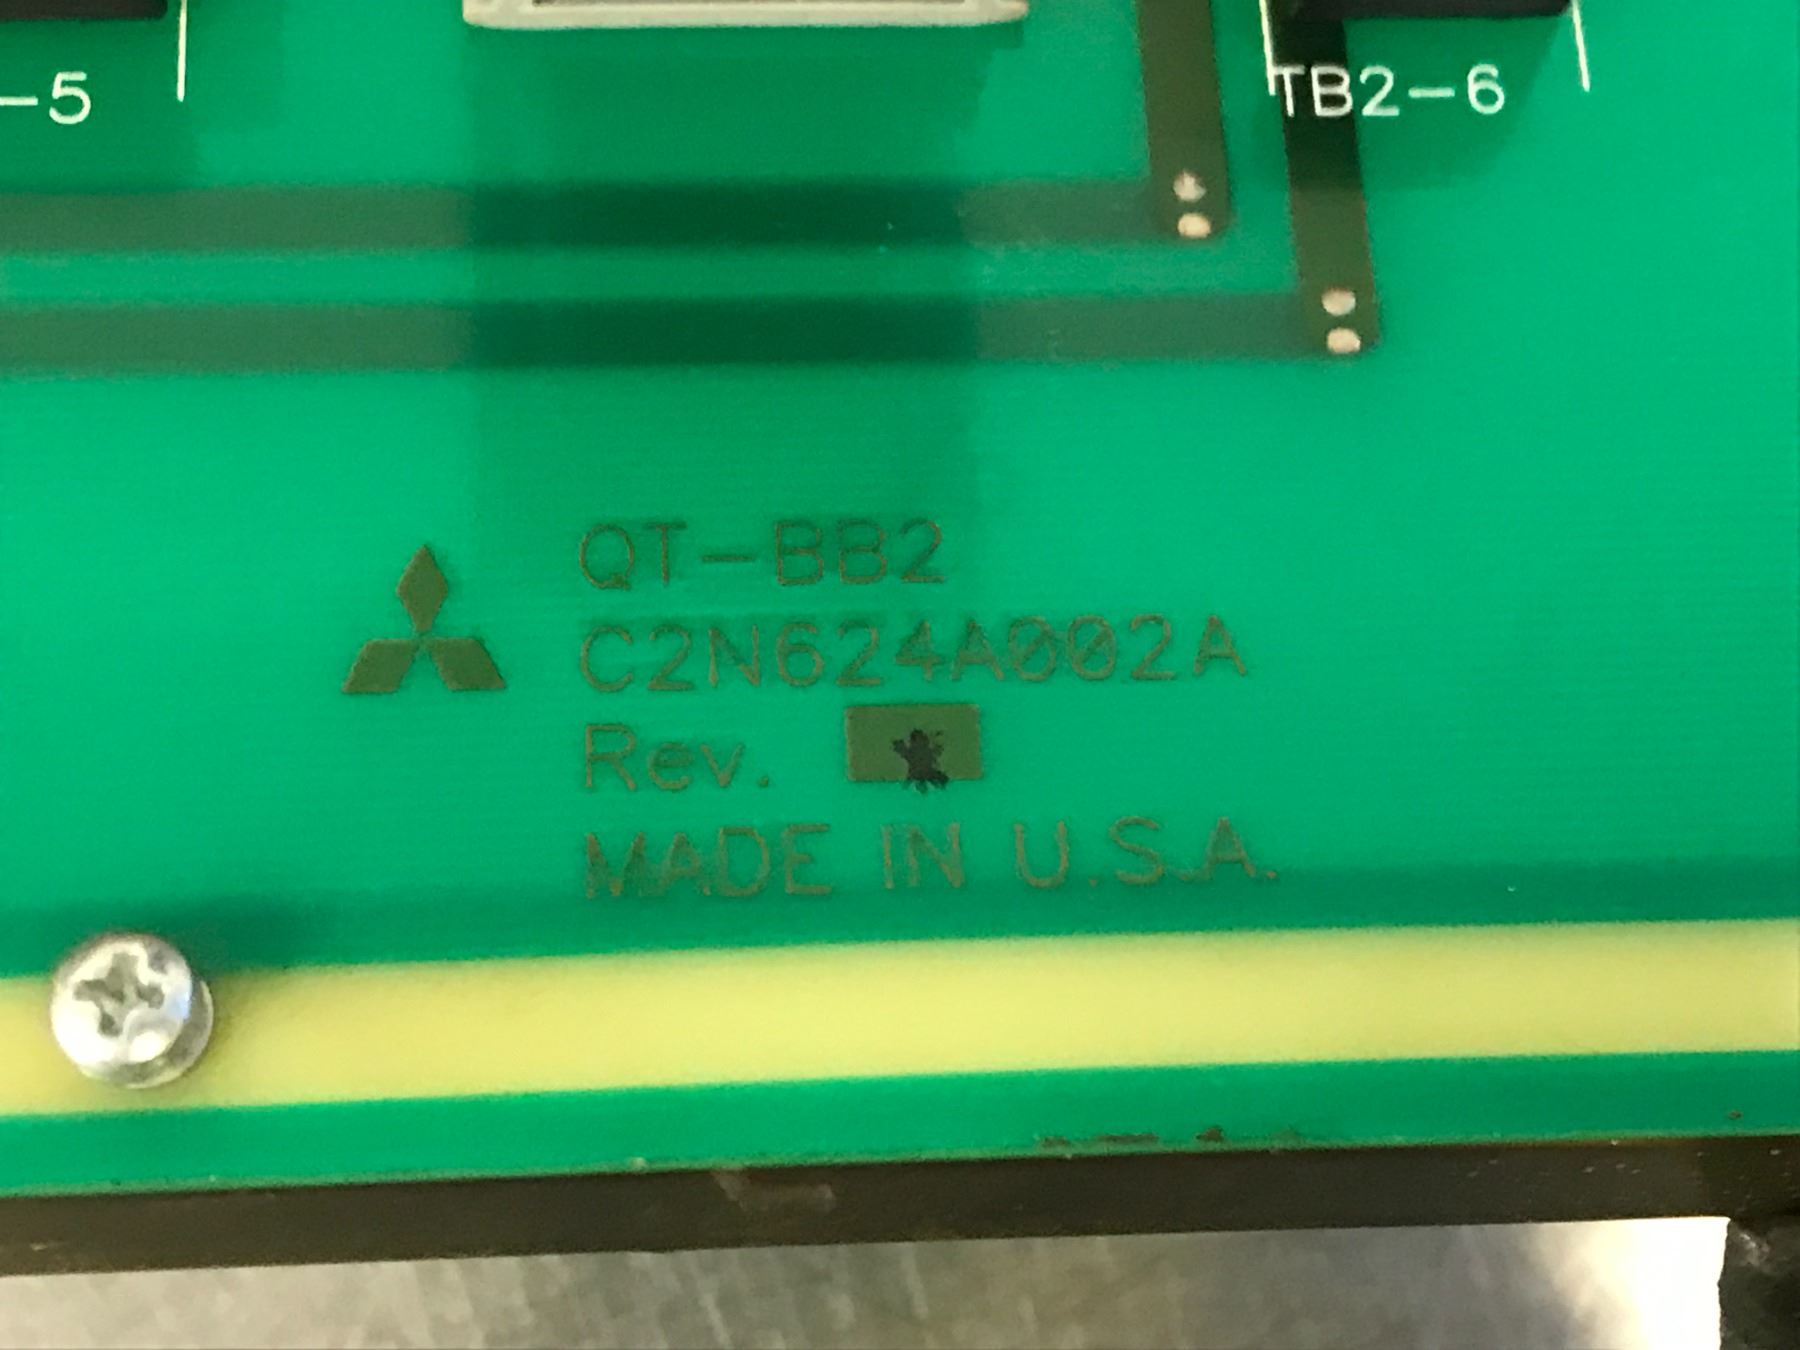 -5
TB2-6
QT-BB2
C2N624A002A
Rev.
MADE IN U.S.A.